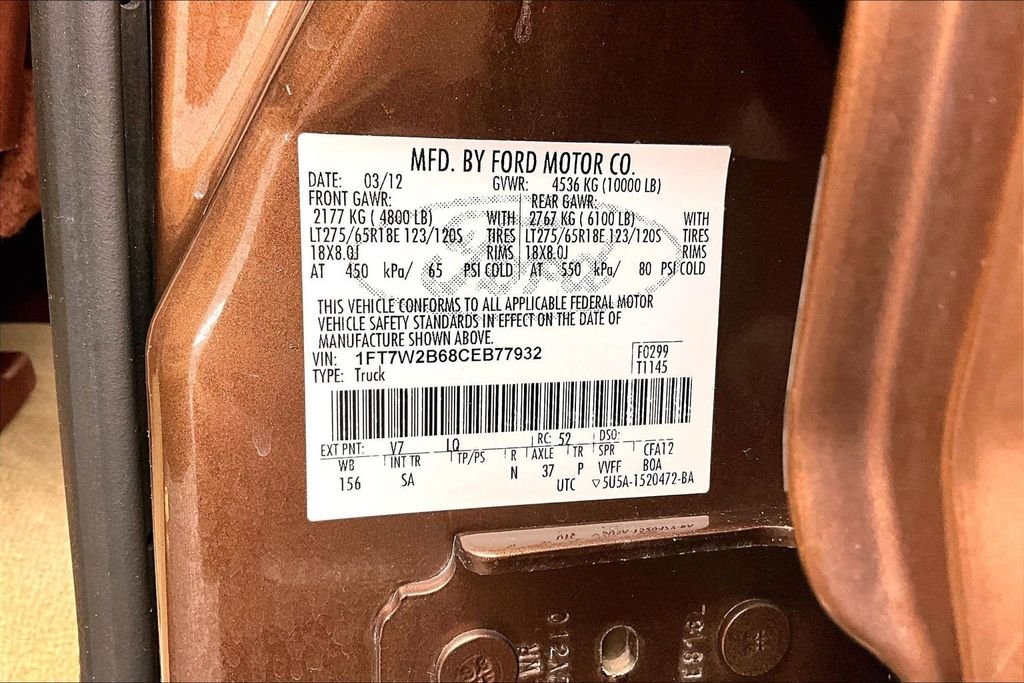 MFD. BY FORD MOTOR CO.
DATE: 03/12 GVWR: 4536 KG (10000 LB)
FRONT GAWR: REAR GAWR:
2177 KG ( 4800 LB) WITH 2767 KG ( 6100 LB) WITH
LT275/65R18E 123/120S TIRES LT275/65R18E 123/120S TIRES
18X8.0J RIMS 18X8.0J RIMS
AT 450 kPa/ 65 PSI COLD AT 550 kPa/ 80 PSI COLD
Ford
THIS VEHICLE CONFORMS TO ALL APPLICABLE FEDERAL MOTOR
VEHICLE SAFETY STANDARDS IN EFFECT ON THE DATE OF
MANUFACTURE SHOWN ABOVE.
VIN: 1FT7W2B68CEB77932 F0299
TYPE: Truck T1145
EXT PNT: V7 LQ RC: 52 DSO:
WB INT TR TP/PS R AXLE TR SPR CFA12
156 SA N 37 P VVFF BOA
UTC ▽5U5A-1520472-BA